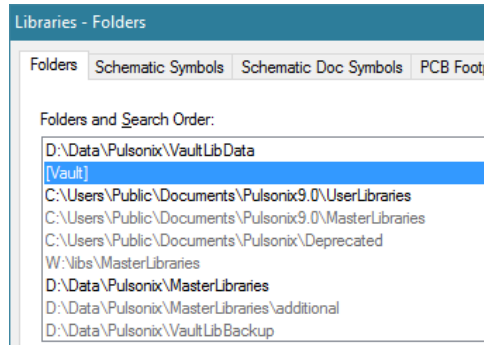 Libraries - Folders
Folders Schematic Symbols Schematic Doc Symbols PCB Foot
Folders and Search Order:
D:\Data\Pulsonix\VaultLibData
[Vault]
C:\Users\Public\Documents\Pulsonix9.0\UserLibraries
C:\Users\Public\Documents\Pulsonix9.0\MasterLibraries
C:\Users\Public\Documents\Pulsonix\Deprecated
W:\libs\MasterLibraries
D:\Data\Pulsonix\MasterLibraries
D:\Data\Pulsonix\MasterLibraries\additional
D:\Data\Pulsonix\VaultLibBackup